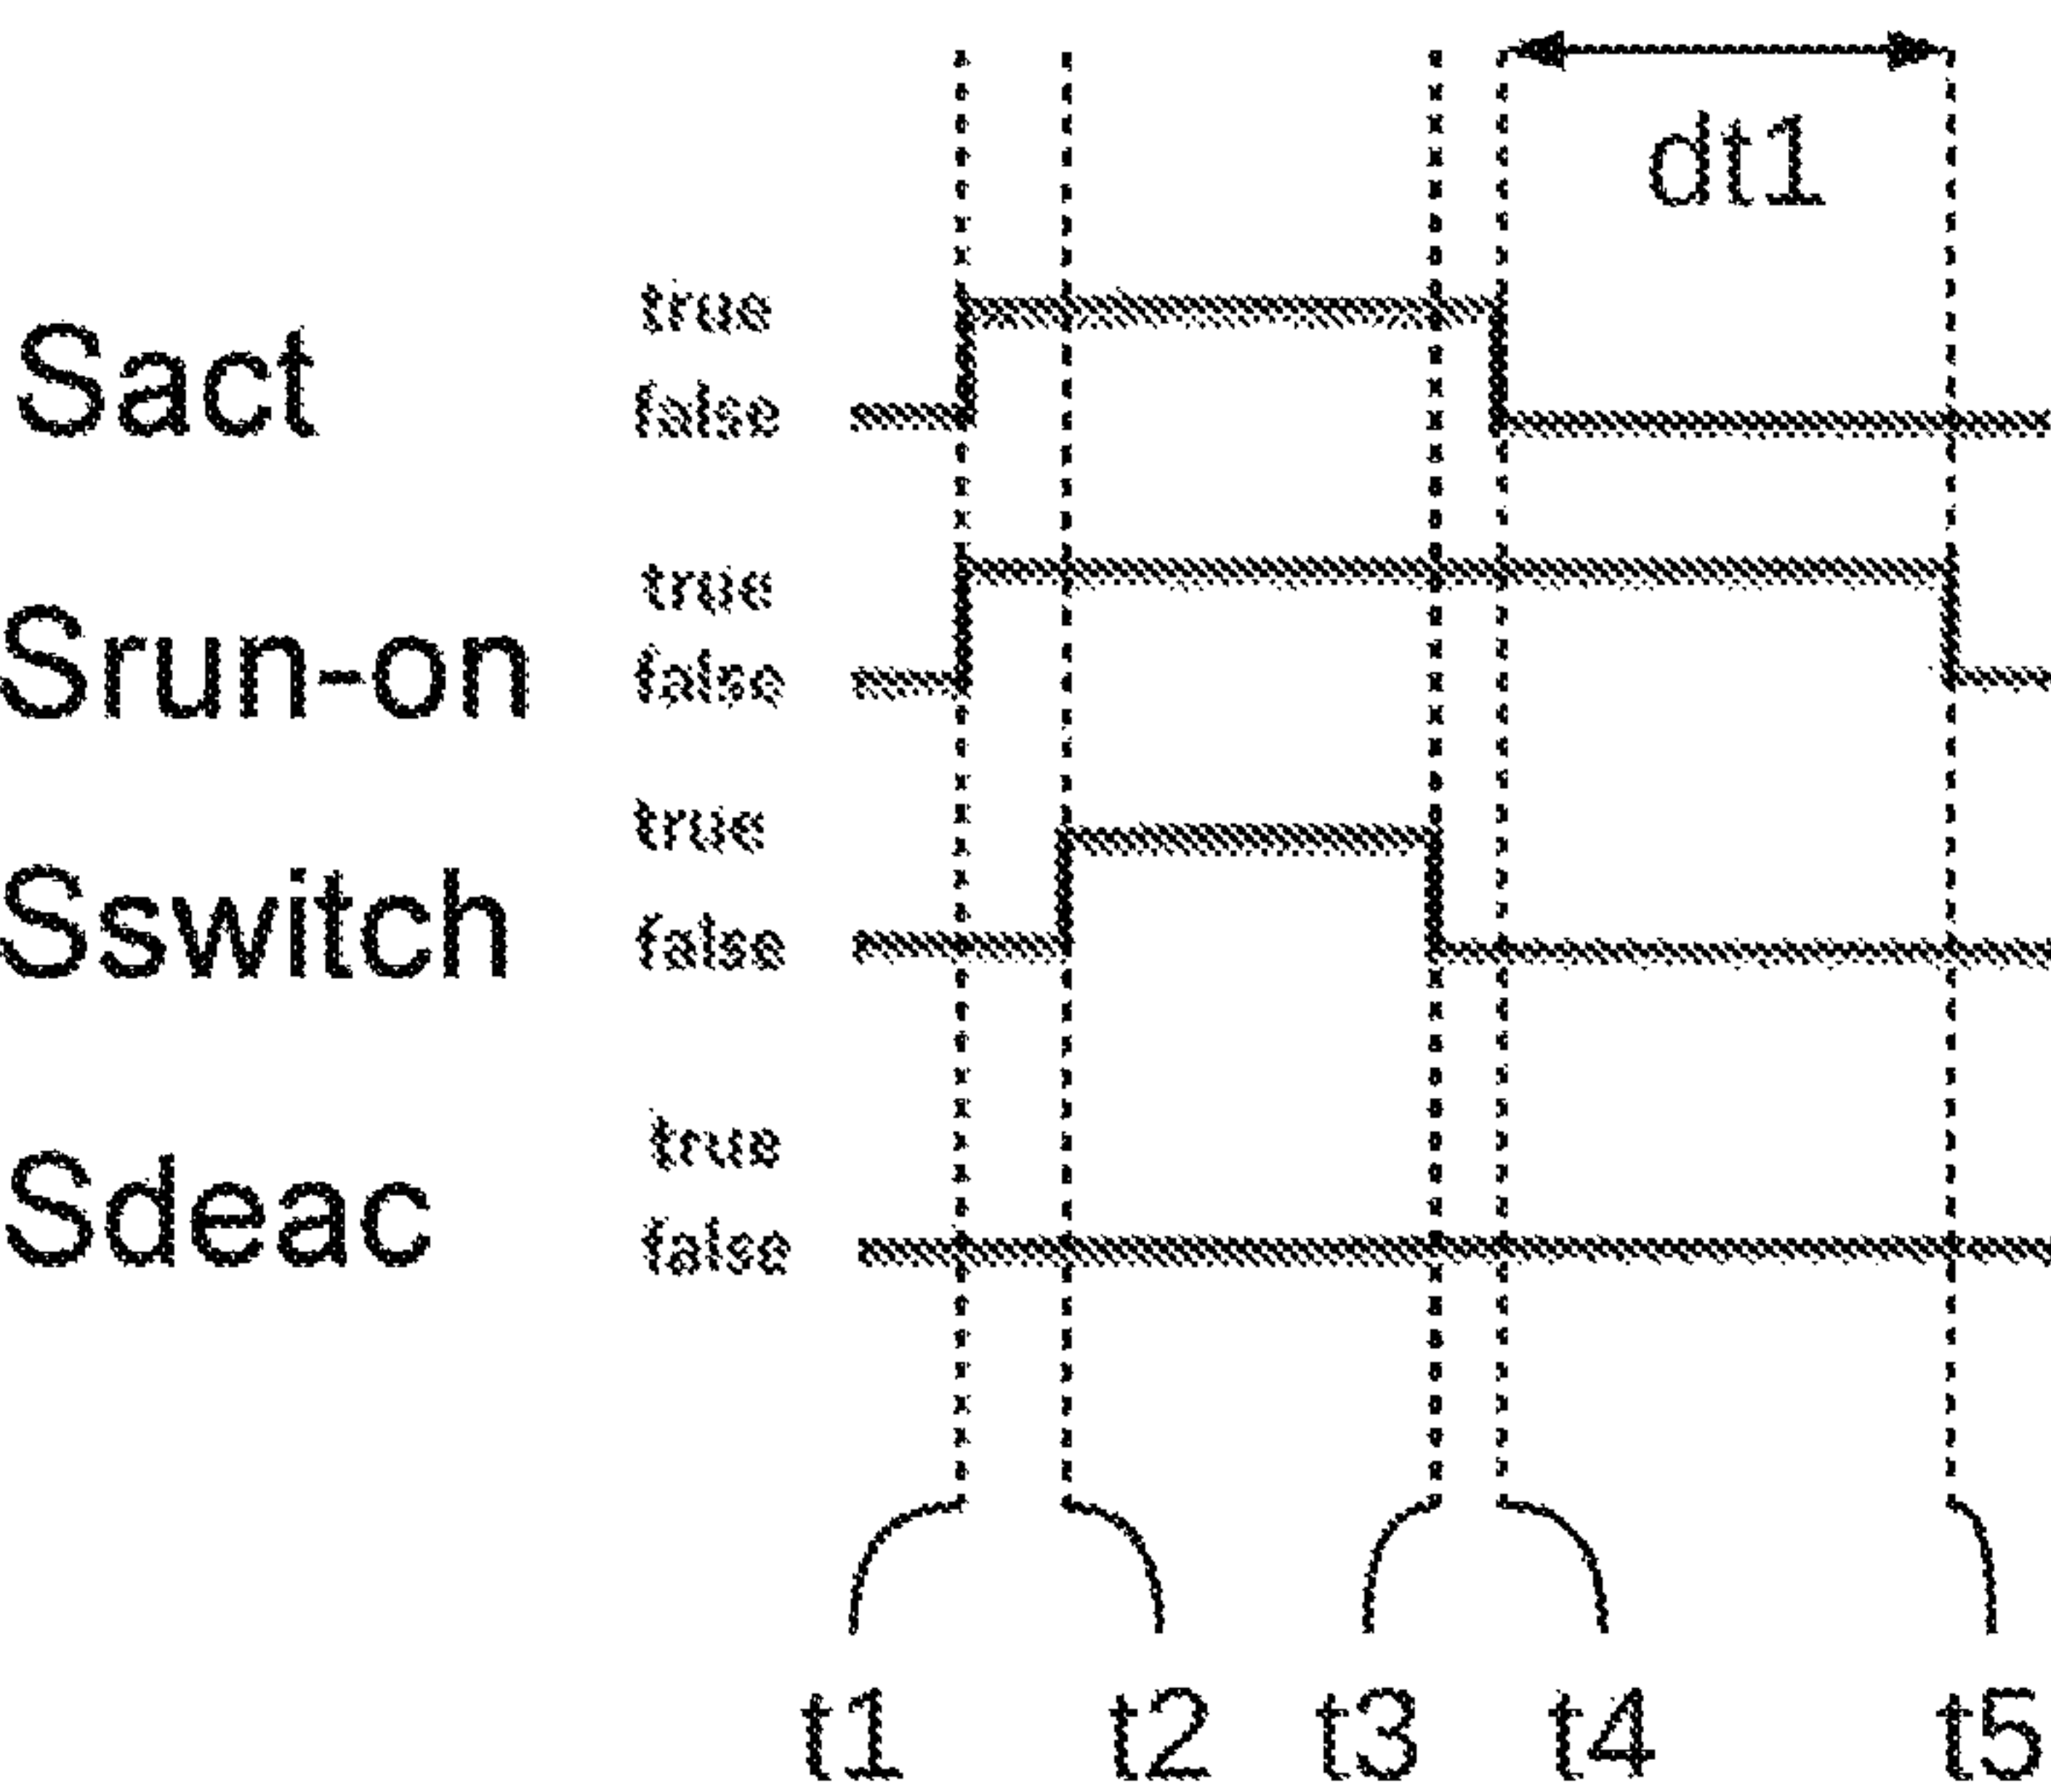 dt1
true
Sact
false
true
Srun-on
false
true
Sswitch
false
true
Sdeac
false
t1 t2 t3 t4 t5